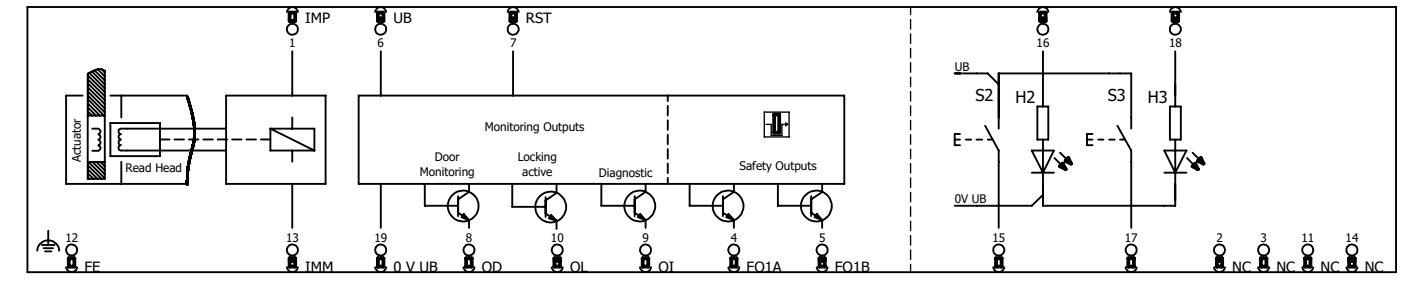 IMP
UB
RST
1
6
7
16
18
UB
S2
H2
S3
H3
Actuator
Read Head
Monitoring Outputs
Door
Monitoring
Locking
active
Diagnostic
Safety Outputs
E
E
0V UB
12
13
19
8
10
9
4
5
15
17
2
3
11
14
FE
IMM
0 V UB
OD
OL
OI
FO1A
FO1B
NC
NC
NC
NC